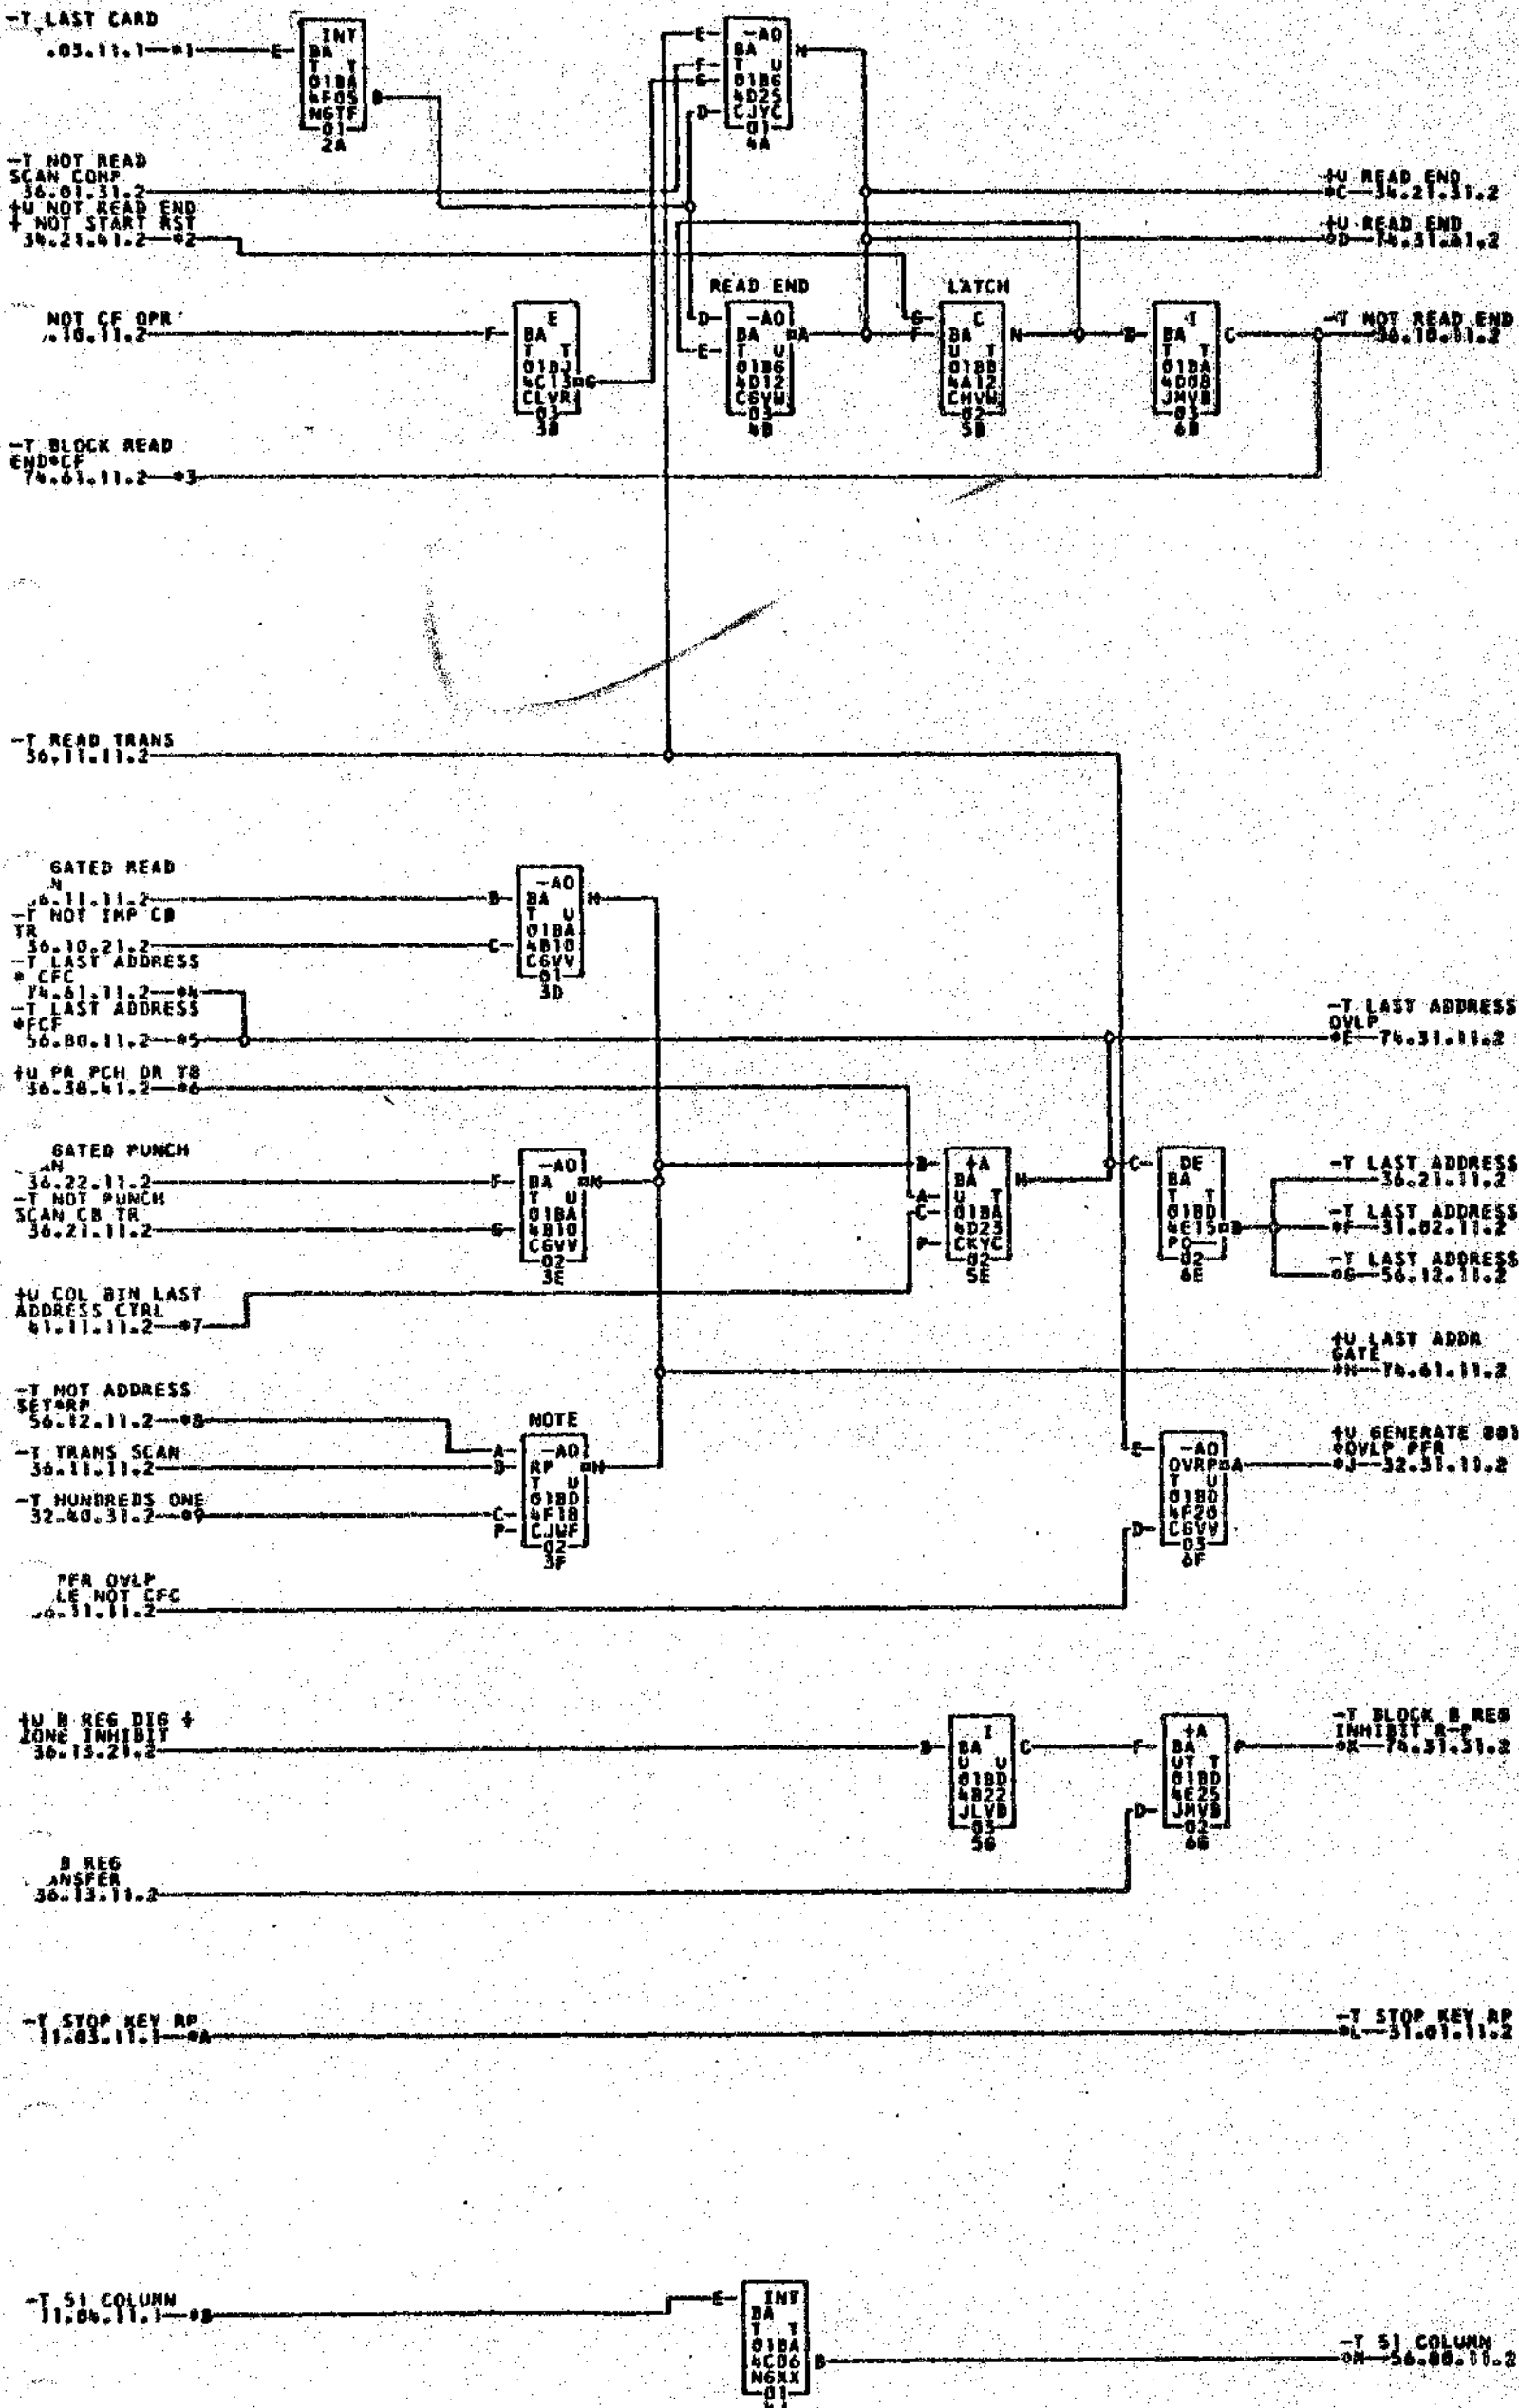 -T LAST CARD
.03.11.1 *1 E
INT
BA
T T
01BA
4F05 B
NGTF
01
2A
E -AO
BA N
F T U
G 01B6
4D25
D CJYC
01
4A
-T NOT READ
SCAN COMP
36.01.31.2
+U NOT READ END
+ NOT START RST
34.21.41.2 *2
+U READ END
*C 34.21.31.2
+U READ END
*D 74.31.61.2
NOT CF OPR
.10.11.2 F
E
BA
T T
01BJ
4C13 G
CLVR
03
3B
READ END
D -AO
BA A
E T U
01B6
4D12
CGVW
03
4B
LATCH
G C
F BA N
U T
01BB
4A12
CHVW
02
5B
I
B BA C
T T
01BA
4D08
JMVB
03
6B
-T NOT READ END
36.10.11.2
-T BLOCK READ
END*CF
74.61.11.2 *3
-T READ TRANS
36.11.11.2
GATED READ
N
36.11.11.2 B
-T NOT IMP CB
TR
36.10.21.2 C
-AO
BA M
T U
01BA
4B10
CGVV
01
3D
-T LAST ADDRESS
* CFC
74.61.11.2 *4
-T LAST ADDRESS
*FCF
56.80.11.2 *5
-T LAST ADDRESS
OVLP
*E 74.31.11.2
+U PR PCH DR T8
36.38.41.2 *6
GATED PUNCH
AN
36.22.11.2 F
-T NOT PUNCH
SCAN CB TR
36.21.11.2 G
-AO
BA M
T U
01BA
4B10
CGVV
02
3E
B +A
BA H
A U T
C 01BA
4D23
P CKYC
02
5E
C DE
BA
T T
01BD
4E15 B
PQ
02
6E
-T LAST ADDRESS
36.21.11.2
-T LAST ADDRESS
*F 31.02.11.2
-T LAST ADDRESS
*G 56.12.11.2
+U COL BIN LAST
ADDRESS CTRL
41.11.11.2 *7
+U LAST ADDR
GATE
*H 74.61.11.2
-T NOT ADDRESS
SET*RP
56.12.11.2 *8
-T TRANS SCAN
36.11.11.2
-T HUNDREDS ONE
32.40.31.2 *9
NOTE
A -AO
B RP N
T U
01BD
C 4F18
P CJWF
02
3F
E -AO
OVRP A
T U
01BD
4F20
D CGVV
03
6F
+U GENERATE 001
*OVLP PFR
*J 32.31.11.2
PFR OVLP
LE NOT CFC
36.31.11.2
+U B REG DIG +
ZONE INHIBIT
36.13.21.2
I
B BA C
U U
01BD
4B22
JLVB
03
5G
+A
F BA P
UT T
01BD
4E25
D JMVB
02
6G
-T BLOCK B REG
INHIBIT R-P
*K 74.31.31.2
B REG
ANSFER
36.13.11.2
-T STOP KEY RP
11.03.11.1 *A
-T STOP KEY RP
*L 31.01.11.2
-T 51 COLUMN
11.04.11.1 *B
E INT
BA
T T
01BA
4C06 B
NGXX
01
-T 51 COLUMN
*M 56.80.11.2